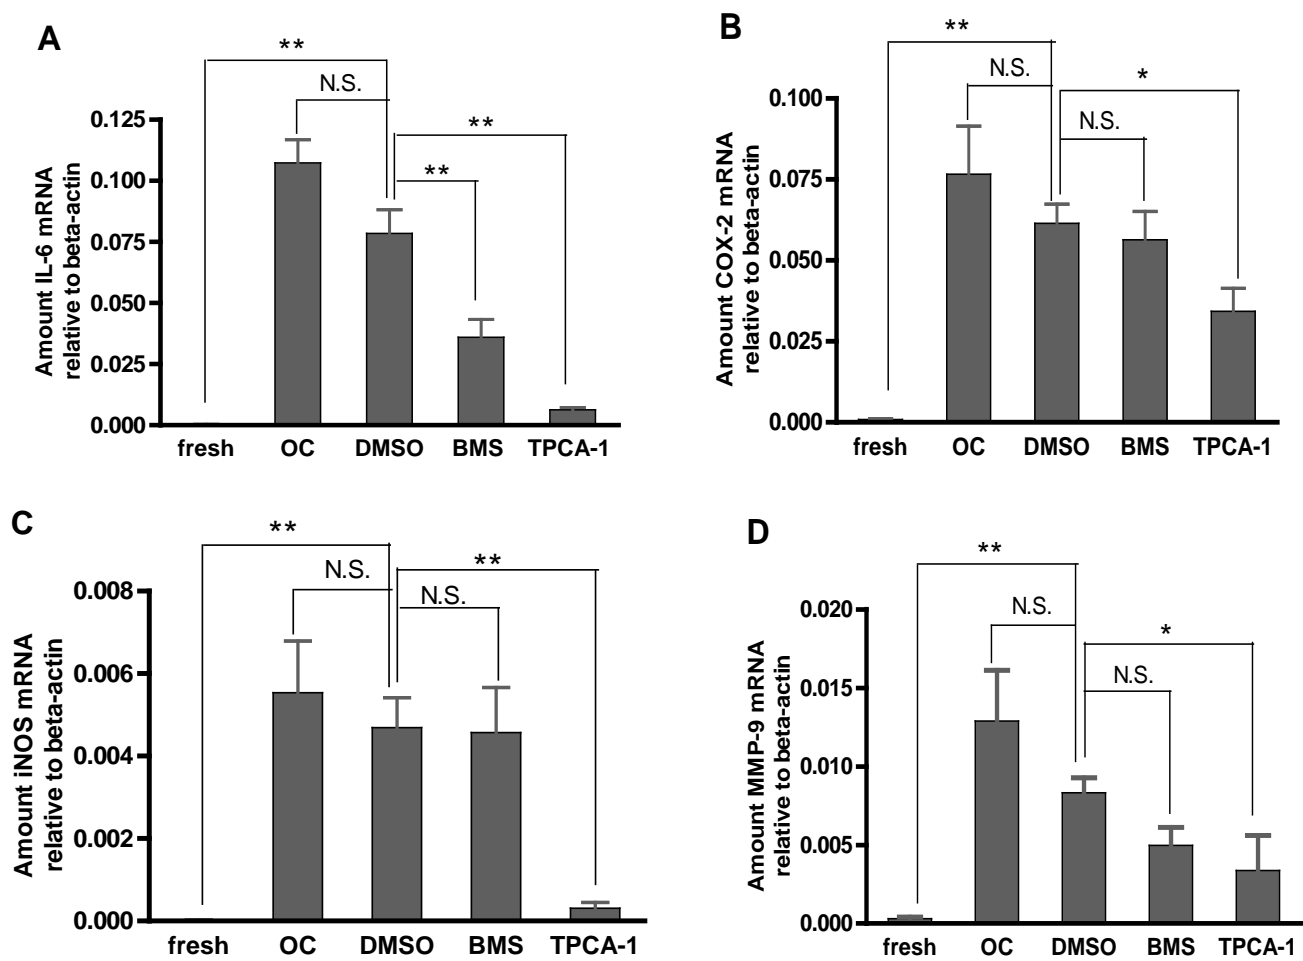 A
**
N.S.
**
**
0.125
0.100
0.075
0.050
0.025
0.000
Amount IL-6 mRNA
relative to beta-actin
fresh OC DMSO BMS TPCA-1
B
**
N.S.
*
N.S.
0.100
0.075
0.050
0.025
0.000
Amount COX-2 mRNA
relative to beta-actin
fresh OC DMSO BMS TPCA-1
C
**
N.S.
**
N.S.
0.008
0.006
0.004
0.002
0.000
Amount iNOS mRNA
relative to beta-actin
fresh OC DMSO BMS TPCA-1
D
**
N.S.
*
N.S.
0.020
0.015
0.010
0.005
0.000
Amount MMP-9 mRNA
relative to beta-actin
fresh OC DMSO BMS TPCA-1